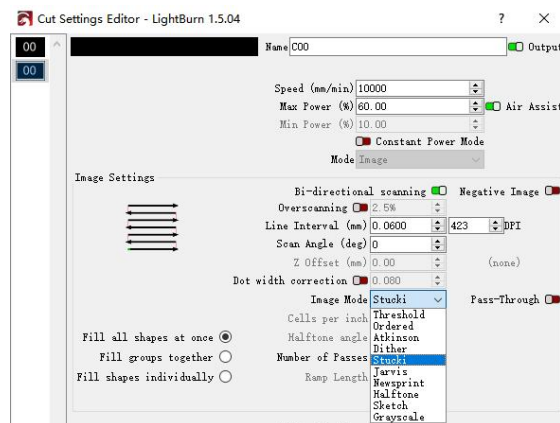 Cut Settings Editor - LightBurn 1.5.04 ? ×
00
00
Name C00 Output
Speed (mm/min) 10000
Max Power (%) 60.00 Air Assist
Min Power (%) 10.00
Constant Power Mode
Mode Image
Image Settings
Bi-directional scanning Negative Image
Overscanning 2.5%
Line Interval (mm) 0.0600 423 DPI
Scan Angle (deg) 0
Z Offset (mm) 0.00 (none)
Dot width correction 0.080
Image Mode Stucki Pass-Through
Cells per inch
Halftone angle
Number of Passes
Ramp Length
Threshold
Ordered
Atkinson
Dither
Stucki
Jarvis
Newsprint
Halftone
Sketch
Grayscale
Fill all shapes at once
Fill groups together
Fill shapes individually